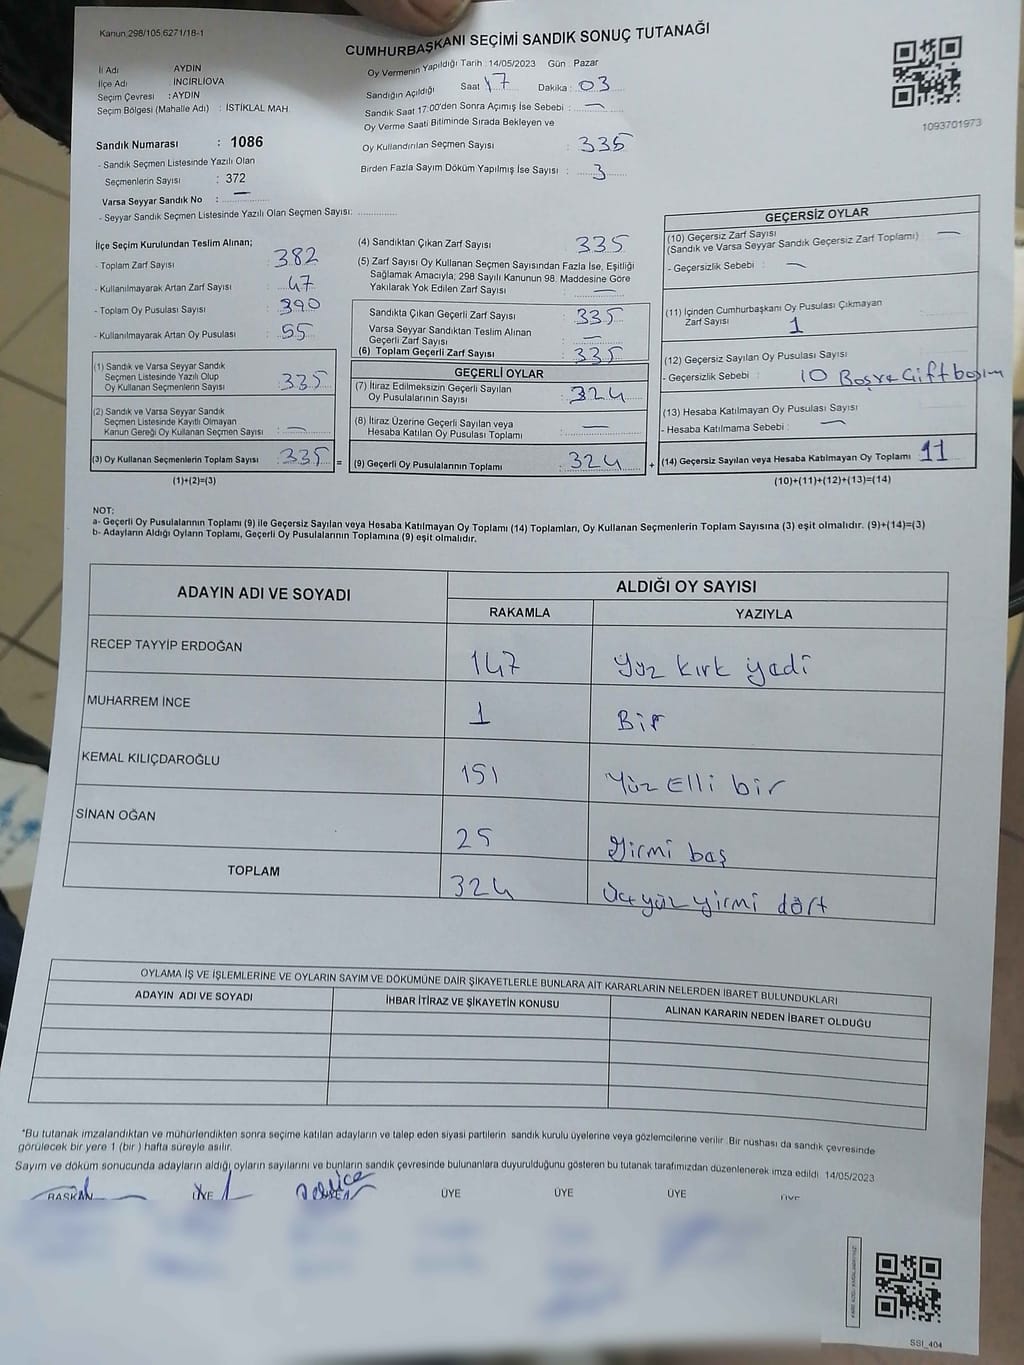 Kanun 298/105,6271/18-1
CUMHURBAŞKANI SEÇİMİ SANDIK SONUÇ TUTANAĞI
İl Adı AYDIN
İlçe Adı İNCİRLİOVA
Seçim Çevresi : AYDIN
Seçim Bölgesi (Mahalle Adı) : İSTİKLAL MAH.
Sandık Numarası : 1086
- Sandık Seçmen Listesinde Yazılı Olan
Seçmenlerin Sayısı : 372
Varsa Seyyar Sandık No : —
- Seyyar Sandık Seçmen Listesinde Yazılı Olan Seçmen Sayısı: ............
Oy Vermenin Yapıldığı Tarih : 14/05/2023 Gün : Pazar
Sandığın Açıldığı Saat 17 Dakika : 03
Sandık Saat 17:00'den Sonra Açımış İse Sebebi : —
Oy Verme Saati Bitiminde Sırada Bekleyen ve
Oy Kullandırılan Seçmen Sayısı : 335
Birden Fazla Sayım Döküm Yapılmış İse Sayısı : 3
1093701973
İlçe Seçim Kurulundan Teslim Alınan;
- Toplam Zarf Sayısı : 382
- Kullanılmayarak Artan Zarf Sayısı : 47
- Toplam Oy Pusulası Sayısı : 390
- Kullanılmayarak Artan Oy Pusulası : 55
(1) Sandık ve Varsa Seyyar Sandık
Seçmen Listesinde Yazılı Olup
Oy Kullanan Seçmenlerin Sayısı : 335
(2) Sandık ve Varsa Seyyar Sandık
Seçmen Listesinde Kayıtlı Olmayan
Kanun Gereği Oy Kullanan Seçmen Sayısı : —
(3) Oy Kullanan Seçmenlerin Toplam Sayısı : 335 =
(1)+(2)=(3)
(4) Sandıktan Çıkan Zarf Sayısı : 335
(5) Zarf Sayısı Oy Kullanan Seçmen Sayısından Fazla İse, Eşitliği
Sağlamak Amacıyla; 298 Sayılı Kanunun 98. Maddesine Göre
Yakılarak Yok Edilen Zarf Sayısı : —
Sandıkta Çıkan Geçerli Zarf Sayısı : 335
Varsa Seyyar Sandıktan Teslim Alınan
Geçerli Zarf Sayısı : —
(6) Toplam Geçerli Zarf Sayısı : 335
GEÇERLİ OYLAR
(7) İtiraz Edilmeksizin Geçerli Sayılan
Oy Pusulalarının Sayısı : 324
(8) İtiraz Üzerine Geçerli Sayılan veya
Hesaba Katılan Oy Pusulası Toplamı : —
(9) Geçerli Oy Pusulalarının Toplamı : 324 +
GEÇERSİZ OYLAR
(10) Geçersiz Zarf Sayısı
(Sandık ve Varsa Seyyar Sandık Geçersiz Zarf Toplamı) —
- Geçersizlik Sebebi : —
(11) İçinden Cumhurbaşkanı Oy Pusulası Çıkmayan
Zarf Sayısı 1
(12) Geçersiz Sayılan Oy Pusulası Sayısı
- Geçersizlik Sebebi : 10 Boş ve Çift basım
(13) Hesaba Katılmayan Oy Pusulası Sayısı
- Hesaba Katılmama Sebebi : —
(14) Geçersiz Sayılan veya Hesaba Katılmayan Oy Toplamı 11
(10)+(11)+(12)+(13)=(14)
NOT:
a- Geçerli Oy Pusulalarının Toplamı (9) ile Geçersiz Sayılan veya Hesaba Katılmayan Oy Toplamı (14) Toplamları, Oy Kullanan Seçmenlerin Toplam Sayısına (3) eşit olmalıdır. (9)+(14)=(3)
b- Adayların Aldığı Oyların Toplamı, Geçerli Oy Pusulalarının Toplamına (9) eşit olmalıdır.
ADAYIN ADI VE SOYADI ALDIĞI OY SAYISI
RAKAMLA YAZIYLA
RECEP TAYYİP ERDOĞAN 147 Yüz kırk yedi
MUHARREM İNCE 1 Bir
KEMAL KILIÇDAROĞLU 151 Yüz Elli bir
SİNAN OĞAN 25 Yirmi beş
TOPLAM 324 Üç yüz yirmi dört
OYLAMA İŞ VE İŞLEMLERİNE VE OYLARIN SAYIM VE DÖKÜMÜNE DAİR ŞİKAYETLERLE BUNLARA AİT KARARLARIN NELERDEN İBARET BULUNDUKLARI
ADAYIN ADI VE SOYADI İHBAR İTİRAZ VE ŞİKAYETİN KONUSU ALINAN KARARIN NEDEN İBARET OLDUĞU
*Bu tutanak imzalandıktan ve mühürlendikten sonra seçime katılan adayların ve talep eden siyasi partilerin sandık kurulu üyelerine veya gözlemcilerine verilir. Bir nüshası da sandık çevresinde
görülecek bir yere 1 (bir ) hafta süreyle asılır.
Sayım ve döküm sonucunda adayların aldığı oyların sayılarını ve bunların sandık çevresinde bulunanlara duyurulduğunu gösteren bu tutanak tarafımızdan düzenlenerek imza edildi. 14/05/2023
BAŞKAN ÜYE ÜYE ÜYE ÜYE ÜYE
SSİ_404